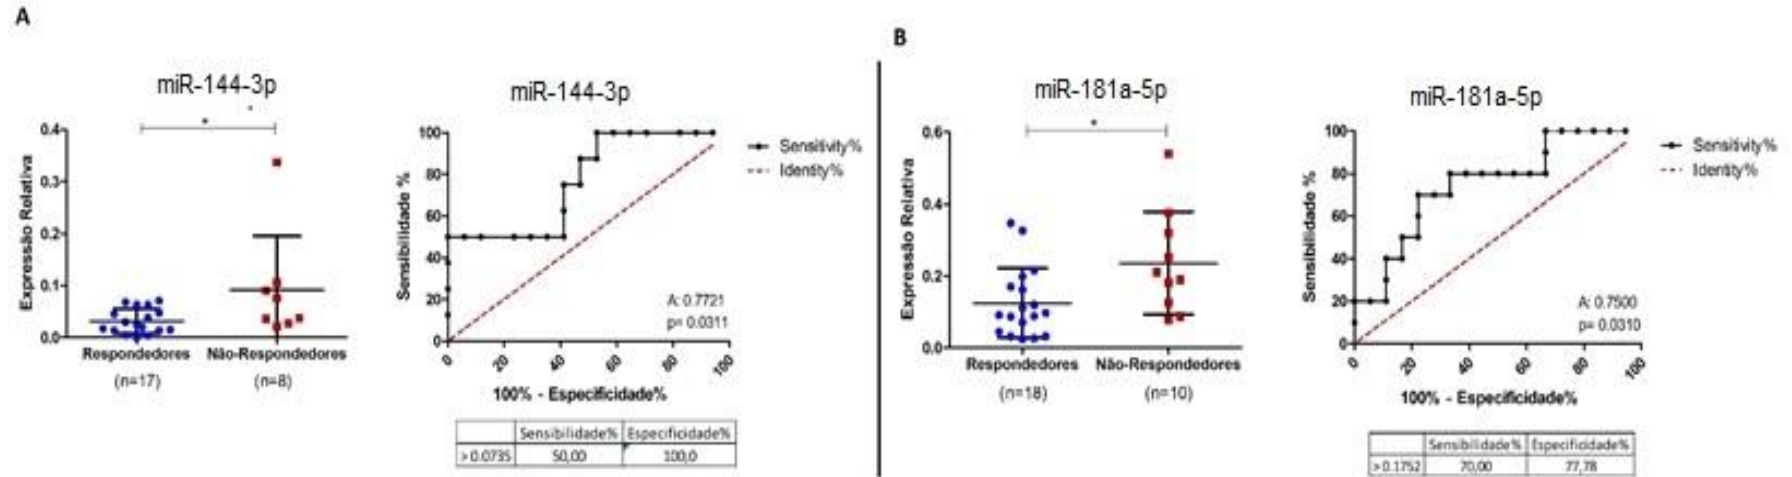 A
miR-144-3p
*
Expressão Relativa
0.4
0.3
0.2
0.1
0.0
Respondedores Não-Respondedores
(n=17) (n=8)
miR-144-3p
Sensibilidade %
100
80
60
40
20
0
0 20 40 60 80 100
100% - Especificidade%
Sensitivity%
Identity%
A: 0.7721
p= 0.0311
Sensibilidade% Especificidade%
> 0.0735 50,00 100,0
B
miR-181a-5p
*
Expressão Relativa
0.6
0.4
0.2
0.0
Respondedores Não-Respondedores
(n=18) (n=10)
miR-181a-5p
Sensibilidade %
100
80
60
40
20
0
0 20 40 60 80 100
100% - Especificidade%
Sensitivity%
Identity%
A: 0.7500
p= 0.0310
Sensibilidade% Especificidade%
> 0.1752 70,00 77,78